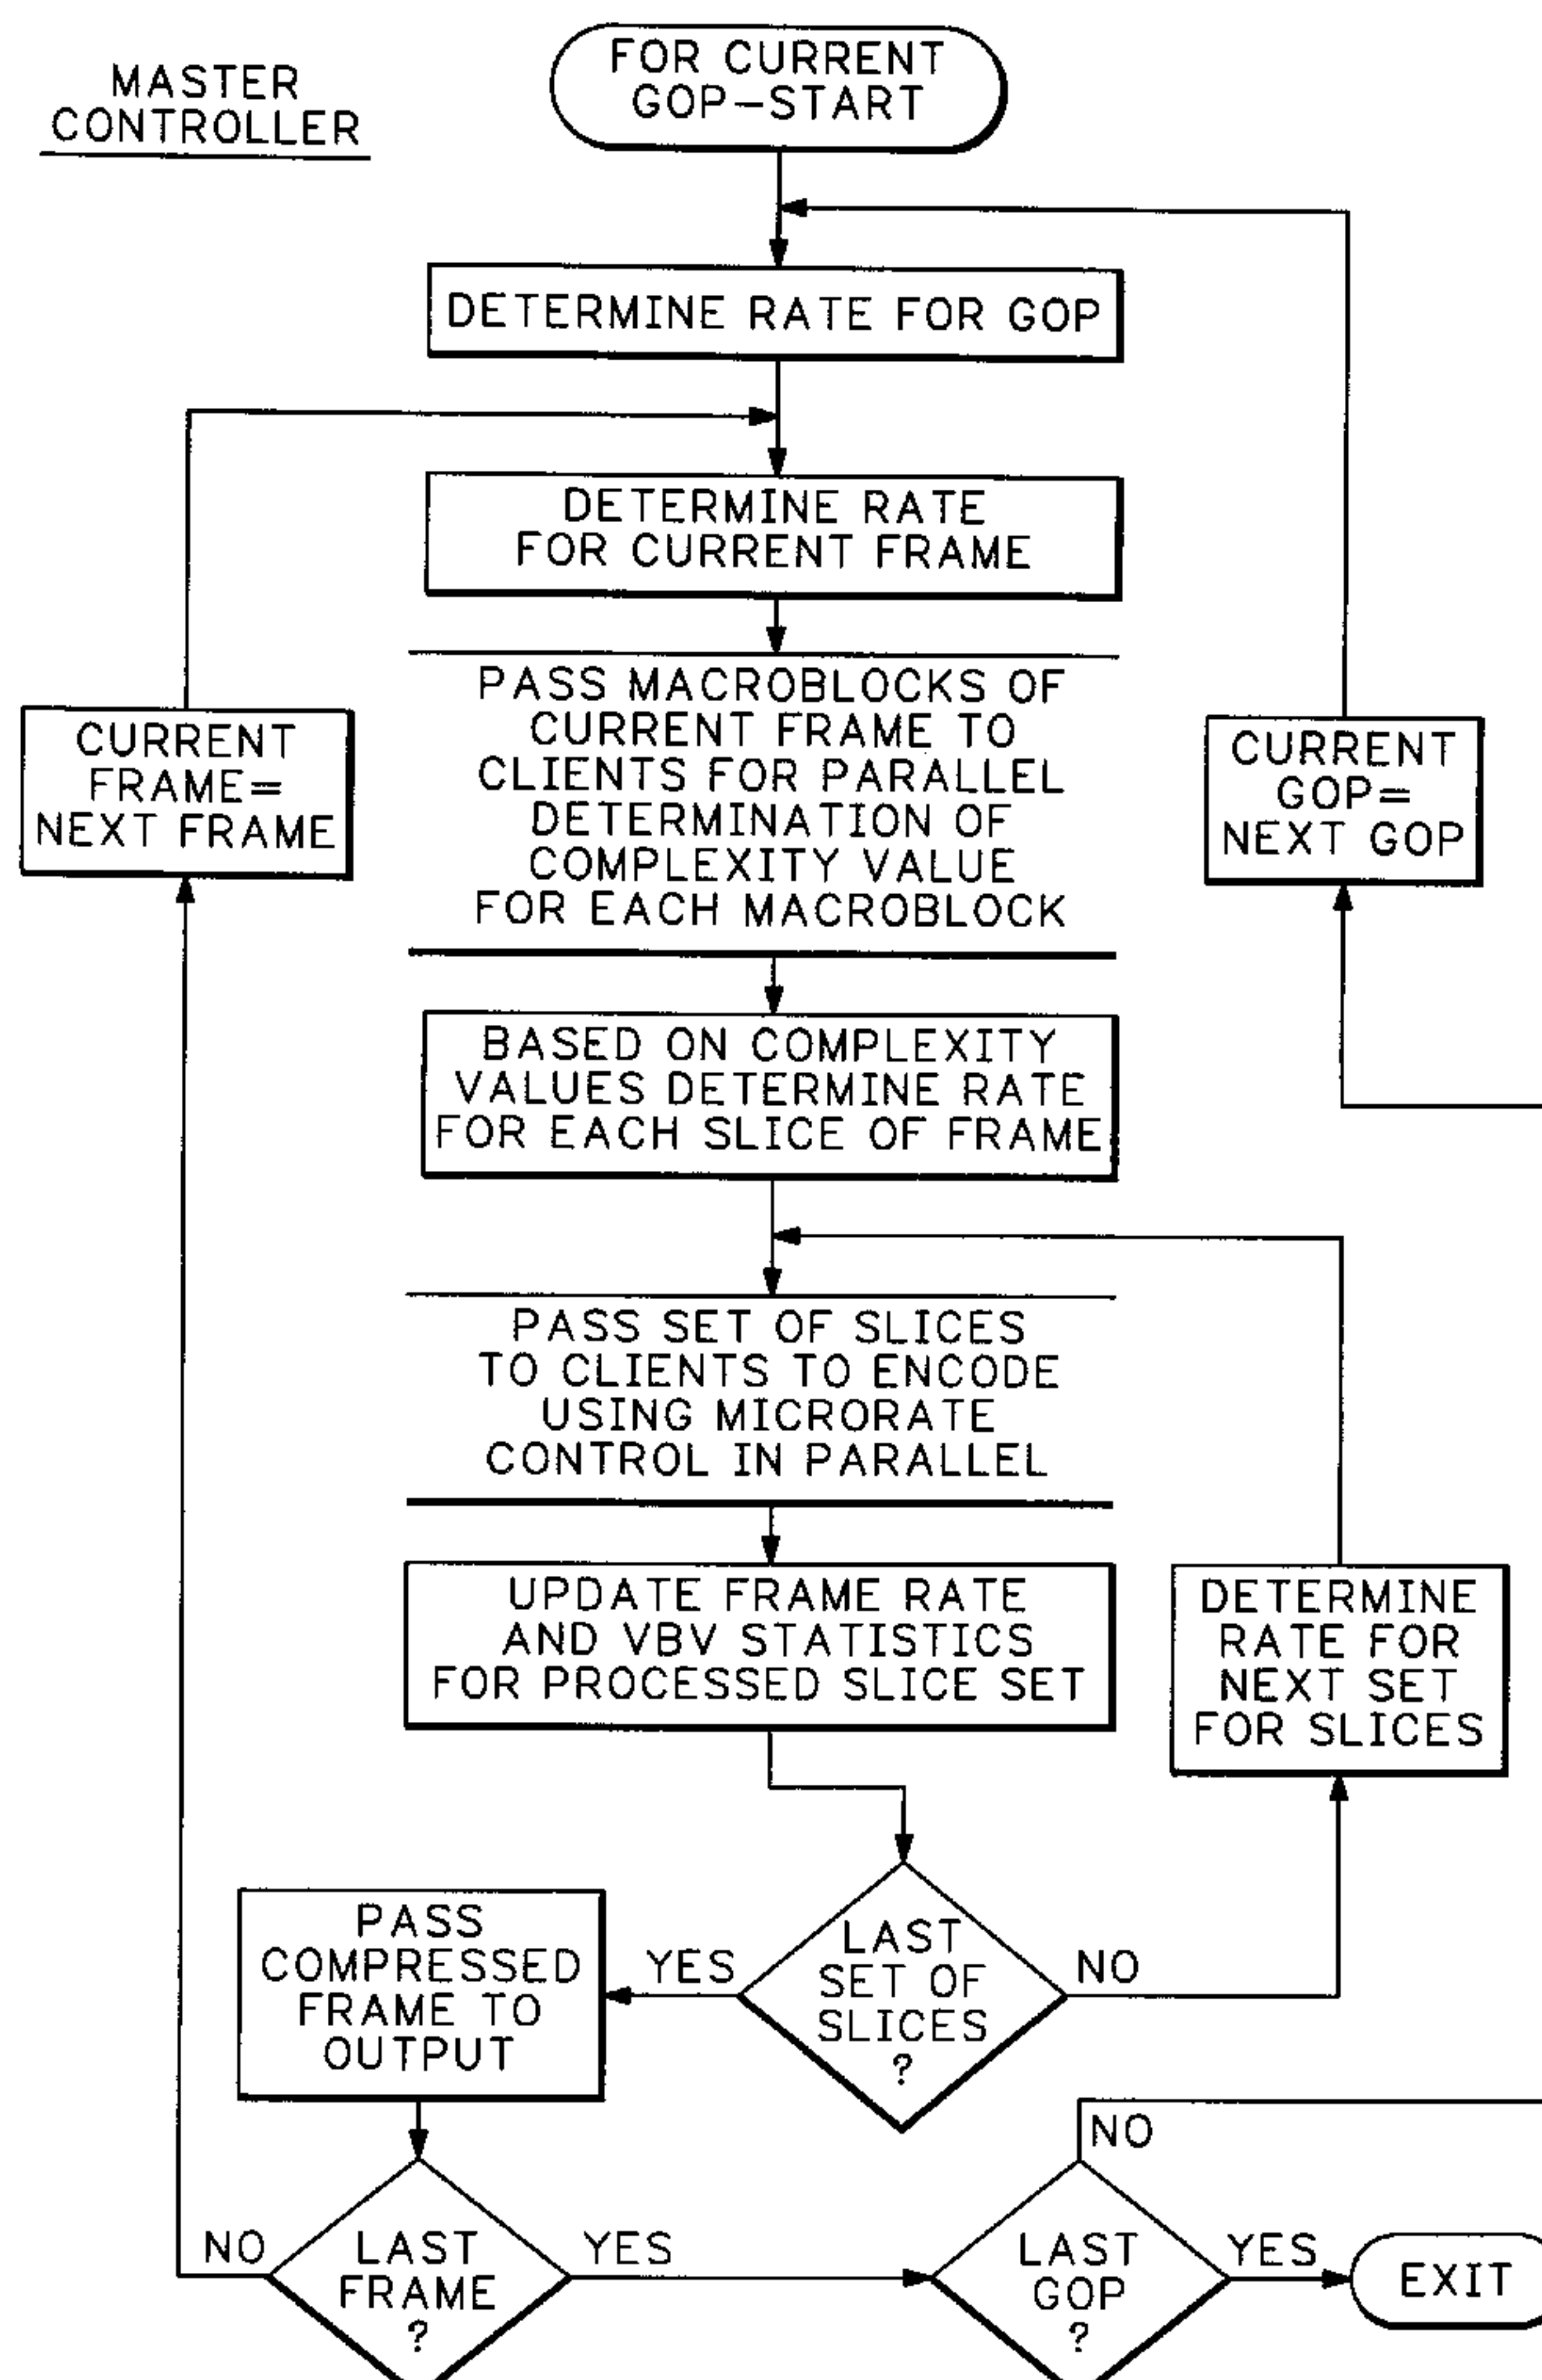 MASTER
CONTROLLER
FOR CURRENT
GOP-START
DETERMINE RATE FOR GOP
DETERMINE RATE
FOR CURRENT FRAME
PASS MACROBLOCKS OF
CURRENT FRAME TO
CLIENTS FOR PARALLEL
DETERMINATION OF
COMPLEXITY VALUE
FOR EACH MACROBLOCK
CURRENT
FRAME=
NEXT FRAME
CURRENT
GOP=
NEXT GOP
BASED ON COMPLEXITY
VALUES DETERMINE RATE
FOR EACH SLICE OF FRAME
PASS SET OF SLICES
TO CLIENTS TO ENCODE
USING MICRORATE
CONTROL IN PARALLEL
UPDATE FRAME RATE
AND VBV STATISTICS
FOR PROCESSED SLICE SET
DETERMINE
RATE FOR
NEXT SET
FOR SLICES
LAST
SET OF
SLICES
?
YES
NO
PASS
COMPRESSED
FRAME TO
OUTPUT
NO
LAST
FRAME
?
YES
NO
LAST
GOP
?
YES
EXIT